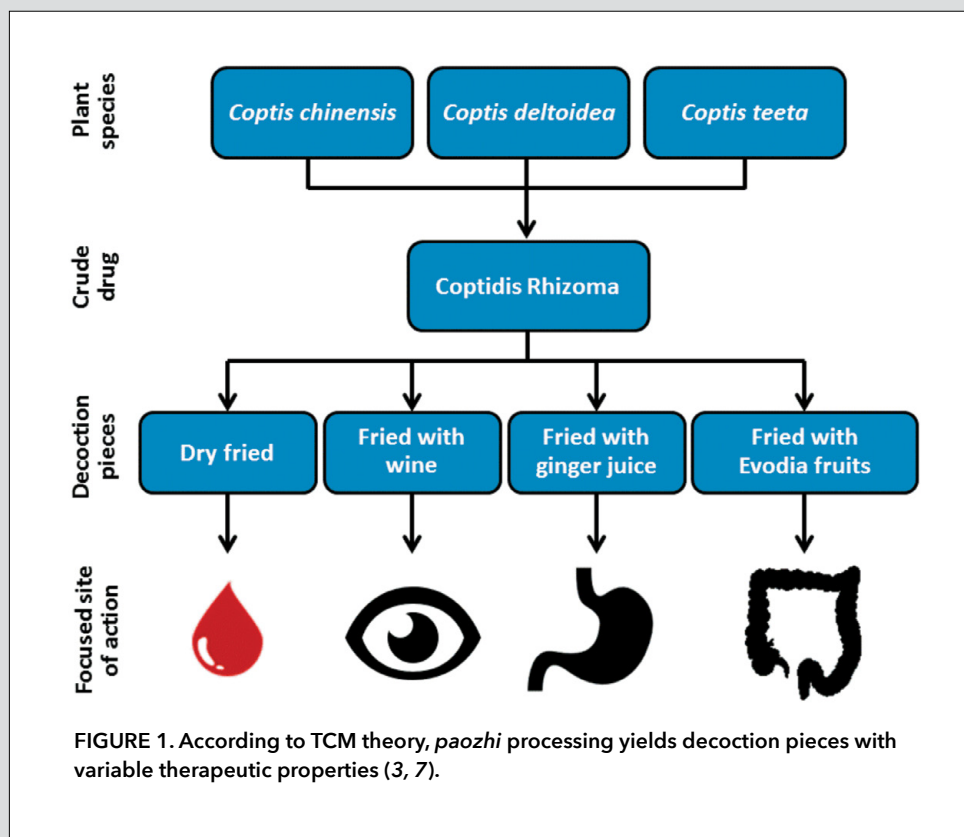 Plant
species
Coptis chinensis
Coptis deltoidea
Coptis teeta
Crude
drug
Coptidis Rhizoma
Decoction
pieces
Dry fried
Fried with
wine
Fried with
ginger juice
Fried with
Evodia fruits
Focused site
of action
FIGURE 1. According to TCM theory, paozhi processing yields decoction pieces with
variable therapeutic properties (3, 7).